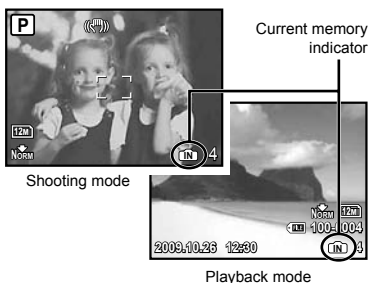 P
Current memory
indicator
12M
NORM
IN 4
Shooting mode
NORM 12M
100-0004
2009.10.26 12:30
IN 4
Playback mode